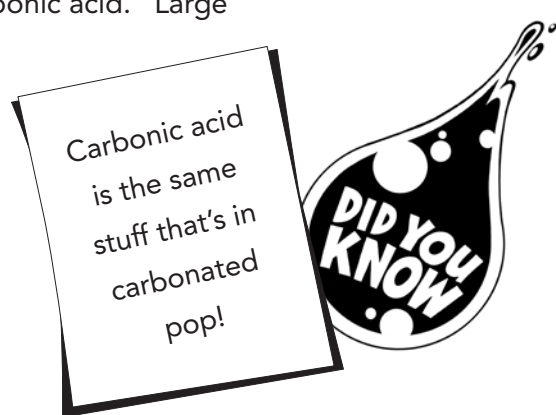 bonic acid. Large
Carbonic acid
is the same
stuff that's in
carbonated
pop!
DID YOU
KNOW